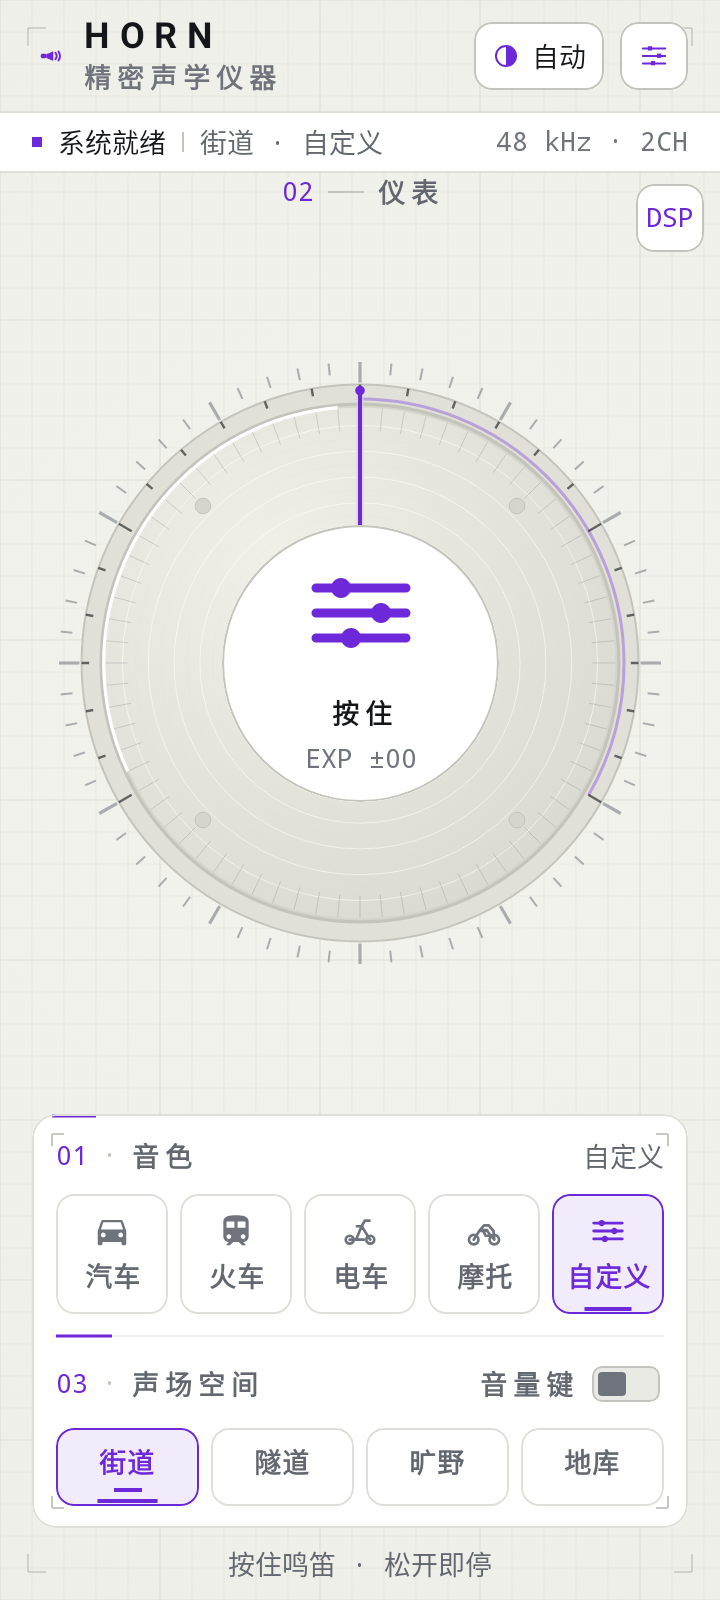 HORN
精密声学仪器
自动
系统就绪 街道 · 自定义 48 kHz · 2CH
02 仪表
DSP
按住
EXP ±00
01 · 音色 自定义
汽车 火车 电车 摩托 自定义
03 · 声场空间 音量键
街道 隧道 旷野 地库
按住鸣笛 · 松开即停